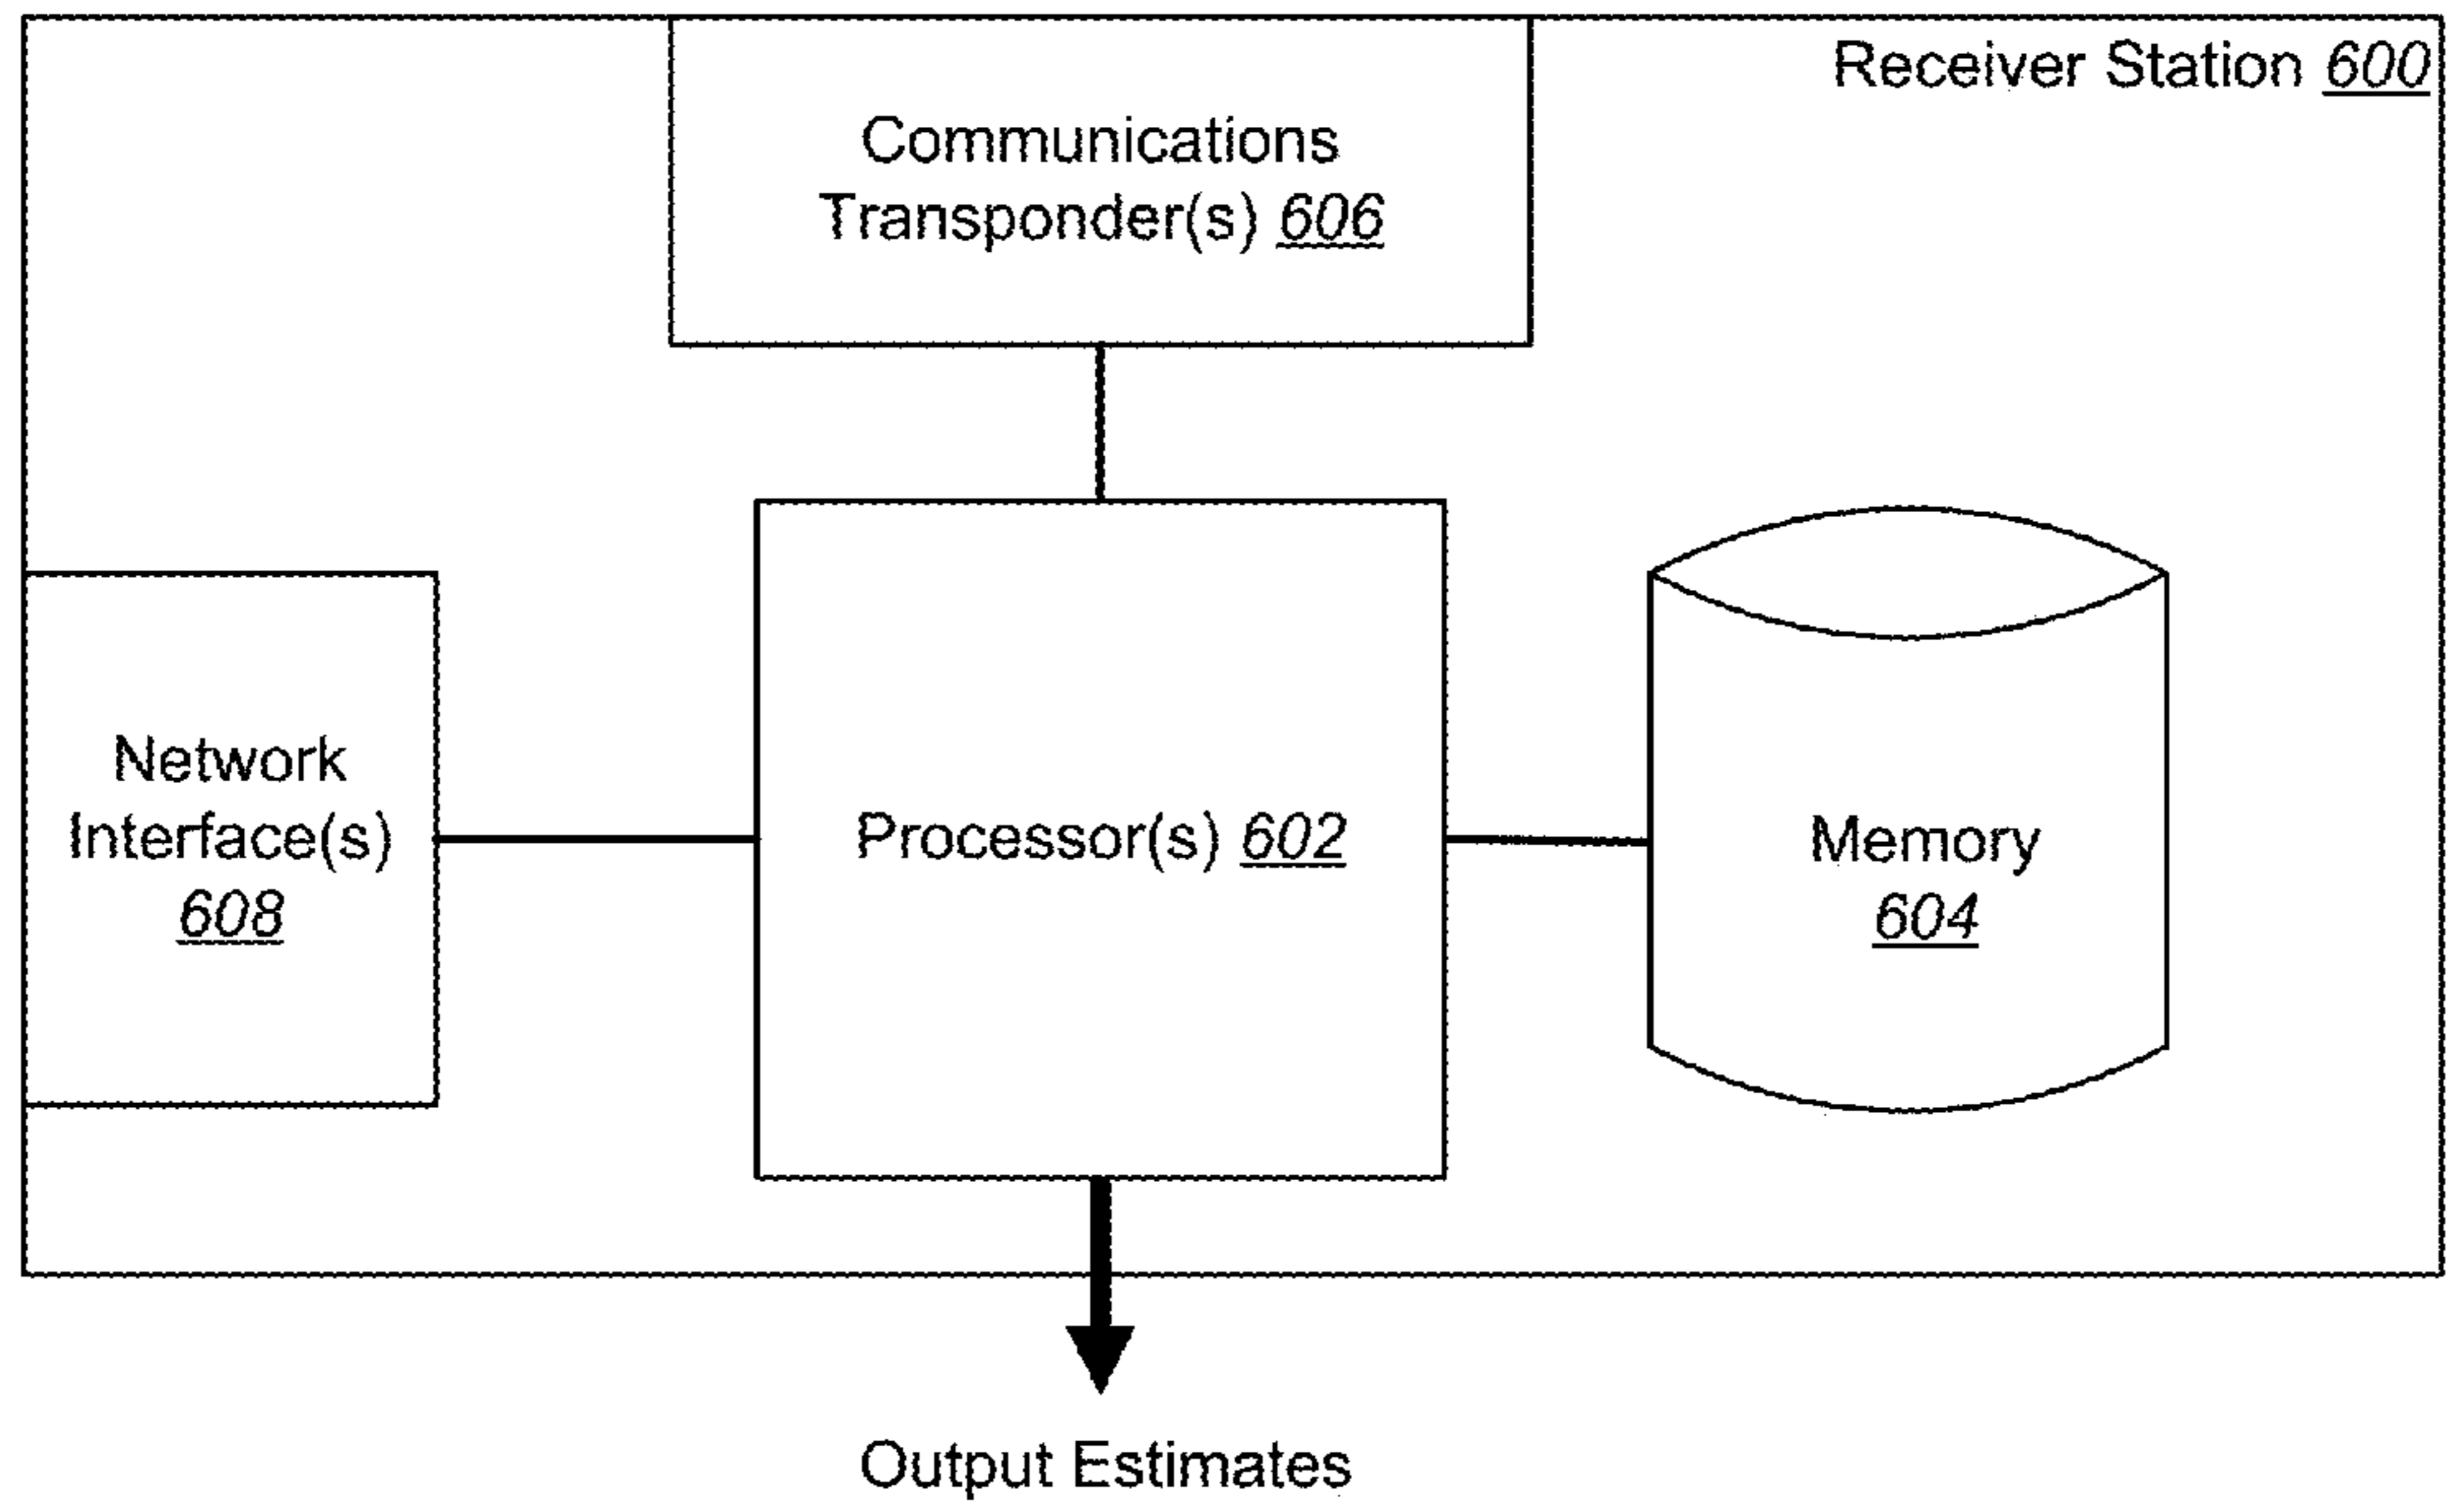 Receiver Station 600
Communications
Transponder(s) 606
Network
Interface(s)
608
Processor(s) 602
Memory
604
Output Estimates